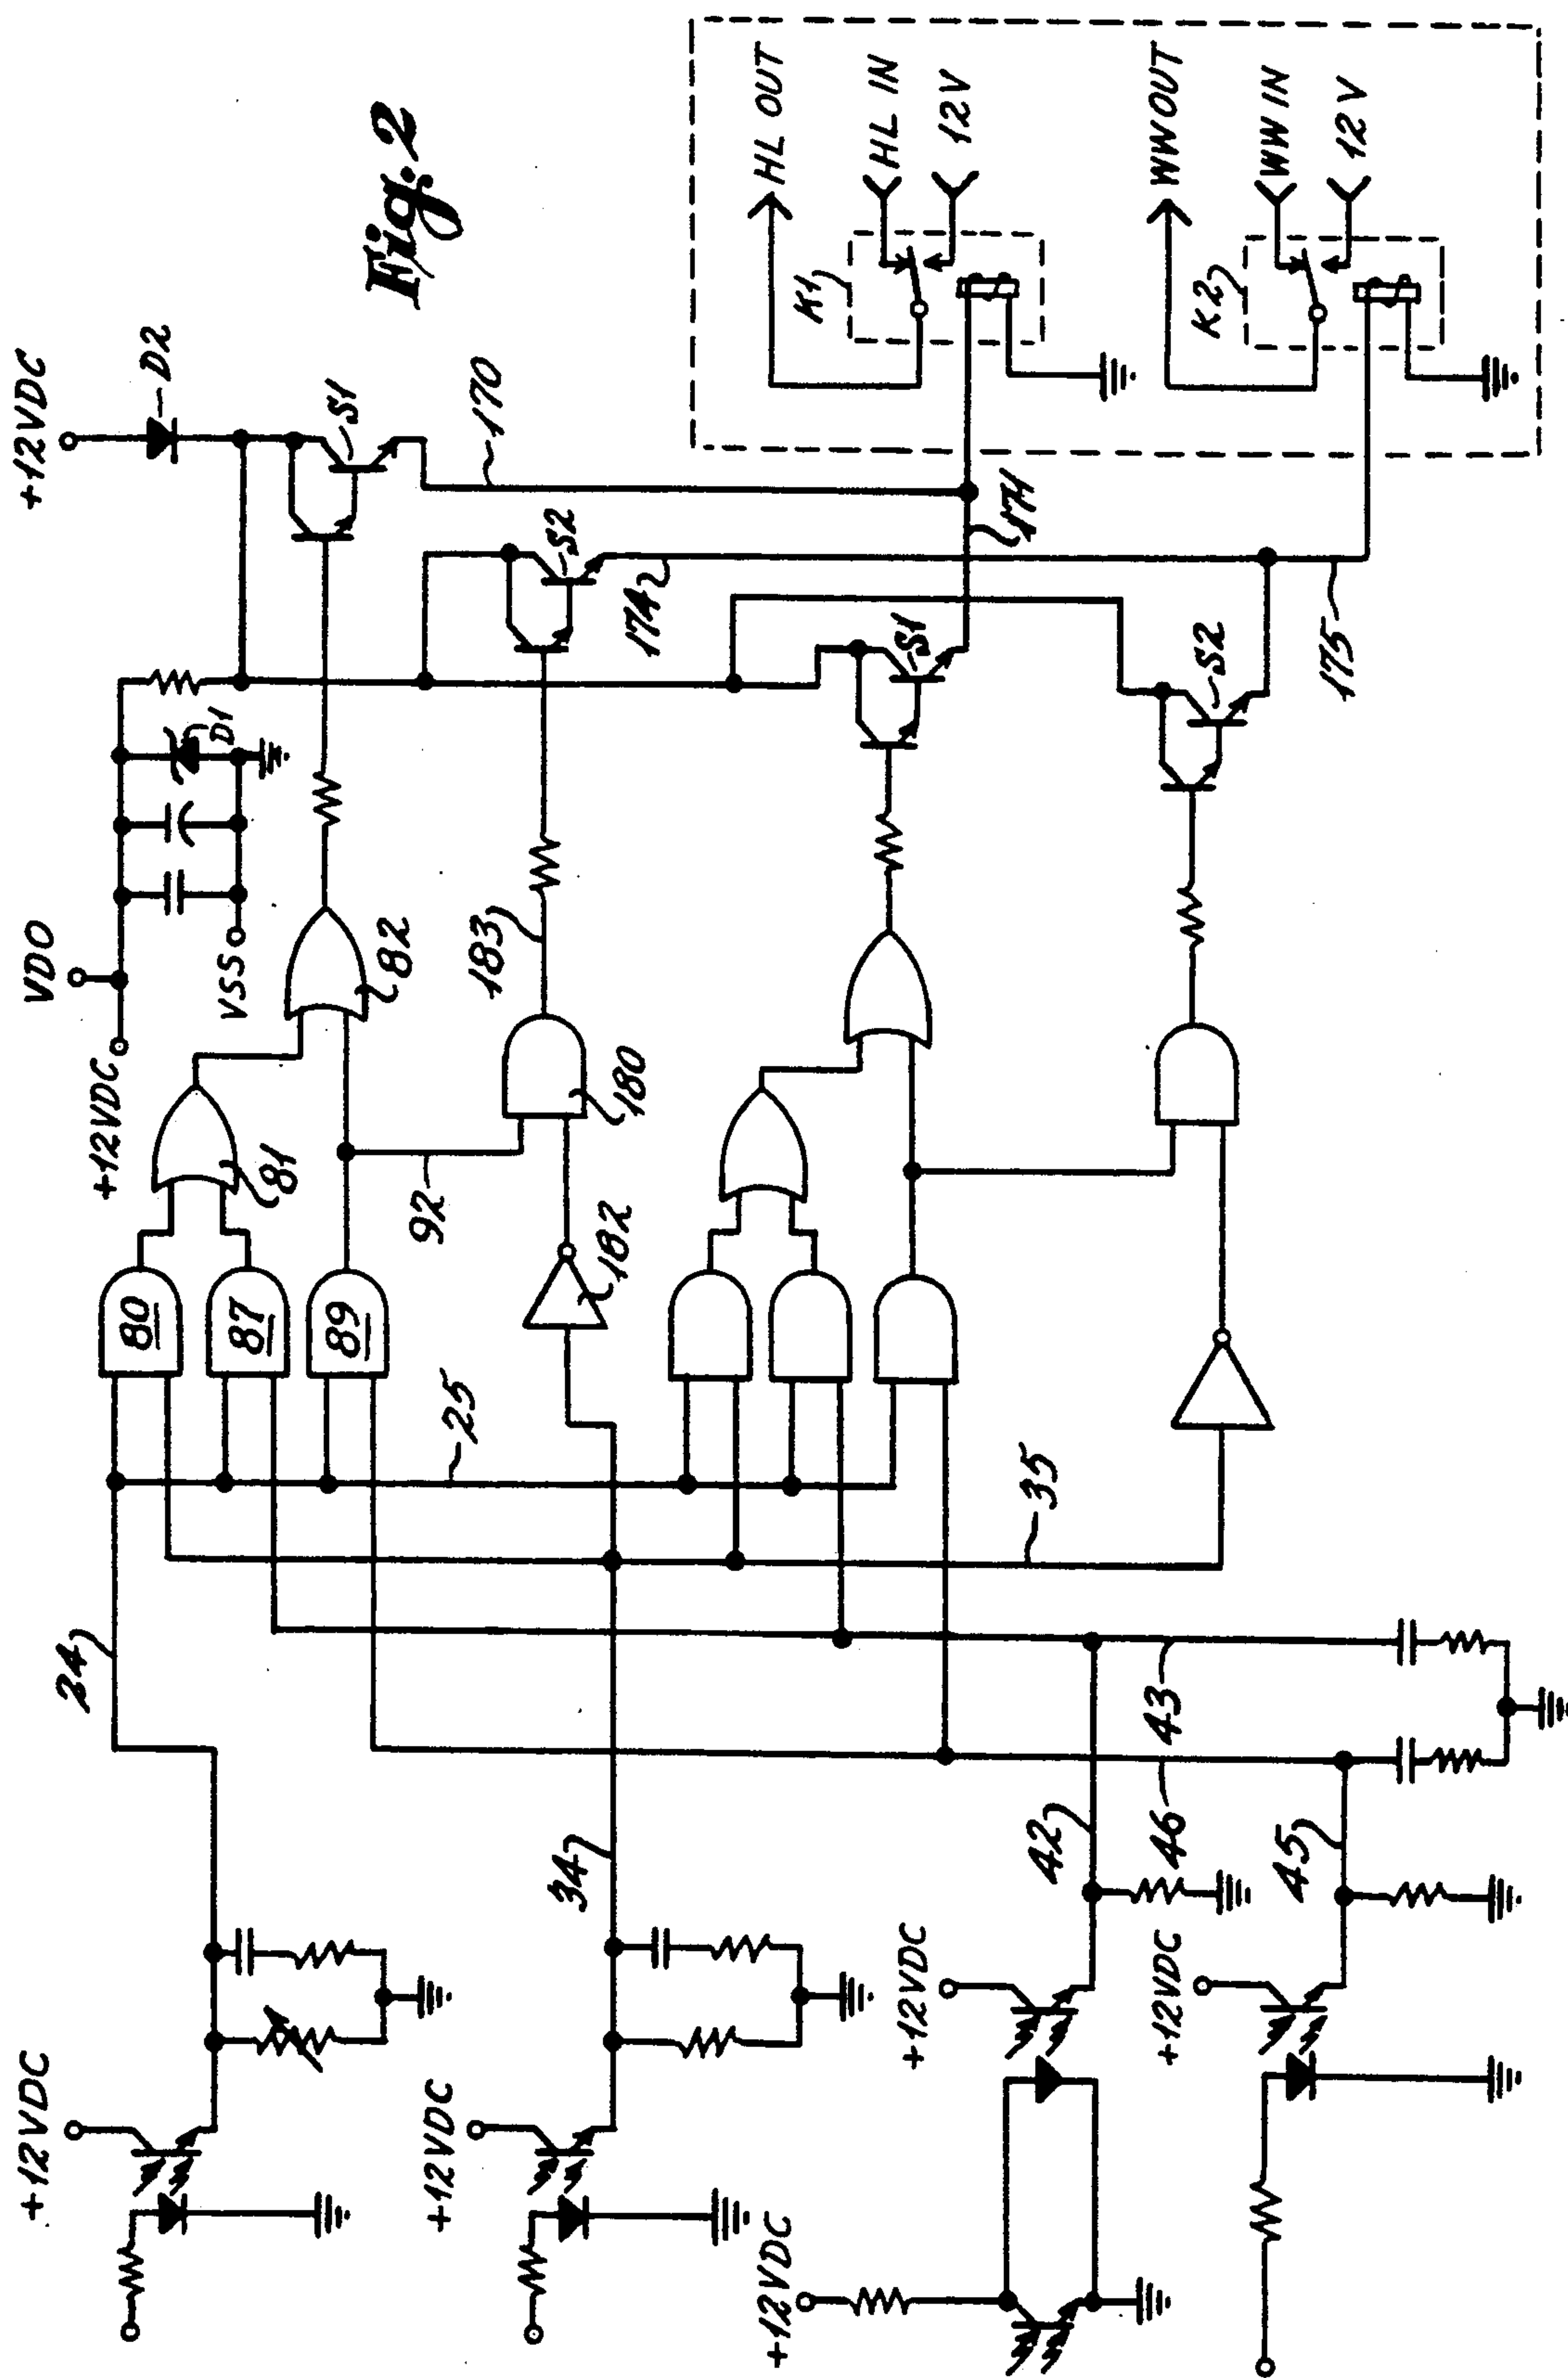 +12VDC
+12VDC
VDO
24
+12VDC
80
D2
D1
VSS
87
81
89
S1
82
Fig. 2
92
+12VDC
25
183
170
34
S2
182
180
174
+12VDC
HL OUT
K1
HL IN
+12VDC
S1
12V
171
42
35
46
43
+12VDC
WW OUT
S2
K2
WW IN
45
175
12V